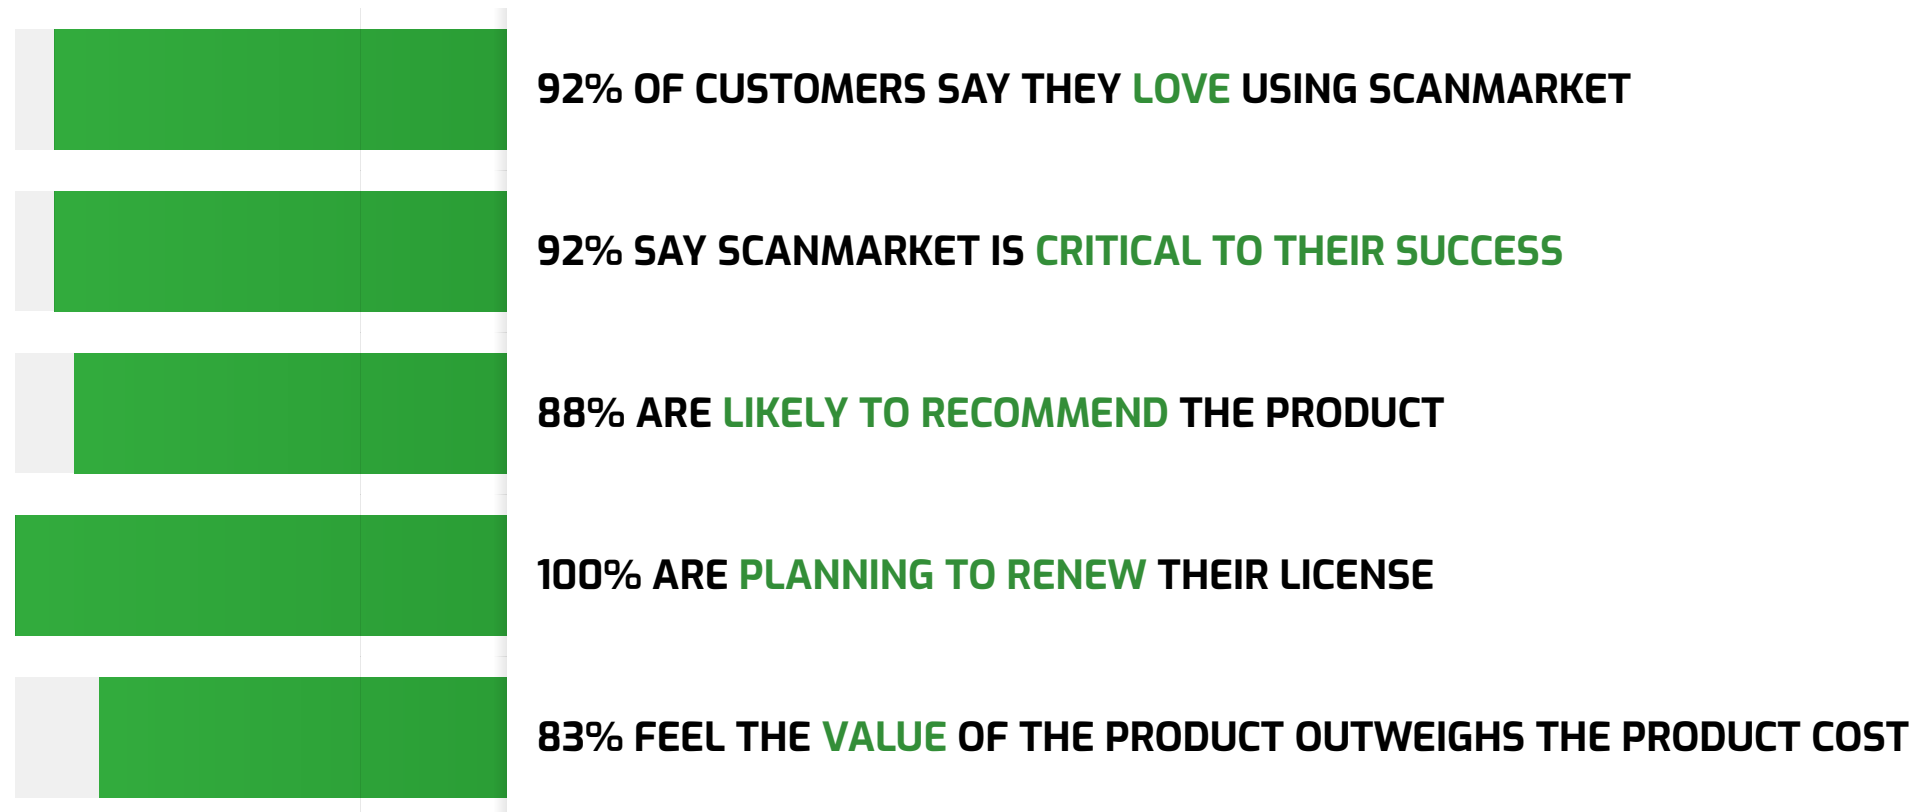 92% OF CUSTOMERS SAY THEY LOVE USING SCANMARKET
92% SAY SCANMARKET IS CRITICAL TO THEIR SUCCESS
88% ARE LIKELY TO RECOMMEND THE PRODUCT
100% ARE PLANNING TO RENEW THEIR LICENSE
83% FEEL THE VALUE OF THE PRODUCT OUTWEIGHS THE PRODUCT COST